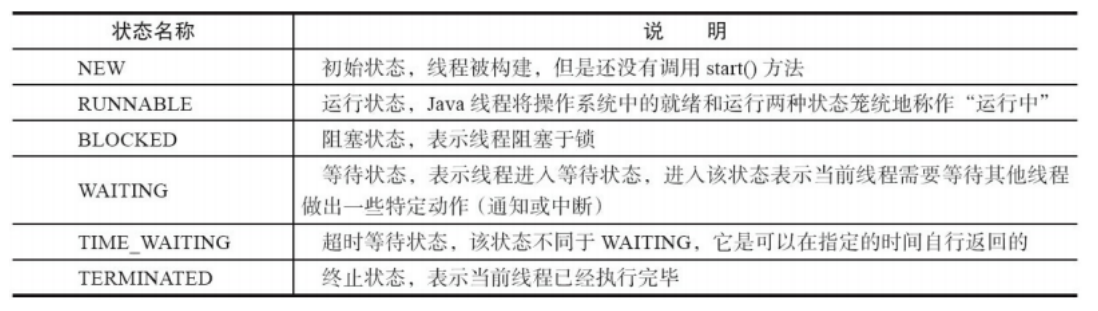 状态名称 说 明
NEW 初始状态，线程被构建，但是还没有调用 start() 方法
RUNNABLE 运行状态，Java 线程将操作系统中的就绪和运行两种状态笼统地称作“运行中”
BLOCKED 阻塞状态，表示线程阻塞于锁
WAITING 等待状态，表示线程进入等待状态，进入该状态表示当前线程需要等待其他线程
做出一些特定动作（通知或中断）
TIME_WAITING 超时等待状态，该状态不同于 WAITING，它是可以在指定的时间自行返回的
TERMINATED 终止状态，表示当前线程已经执行完毕